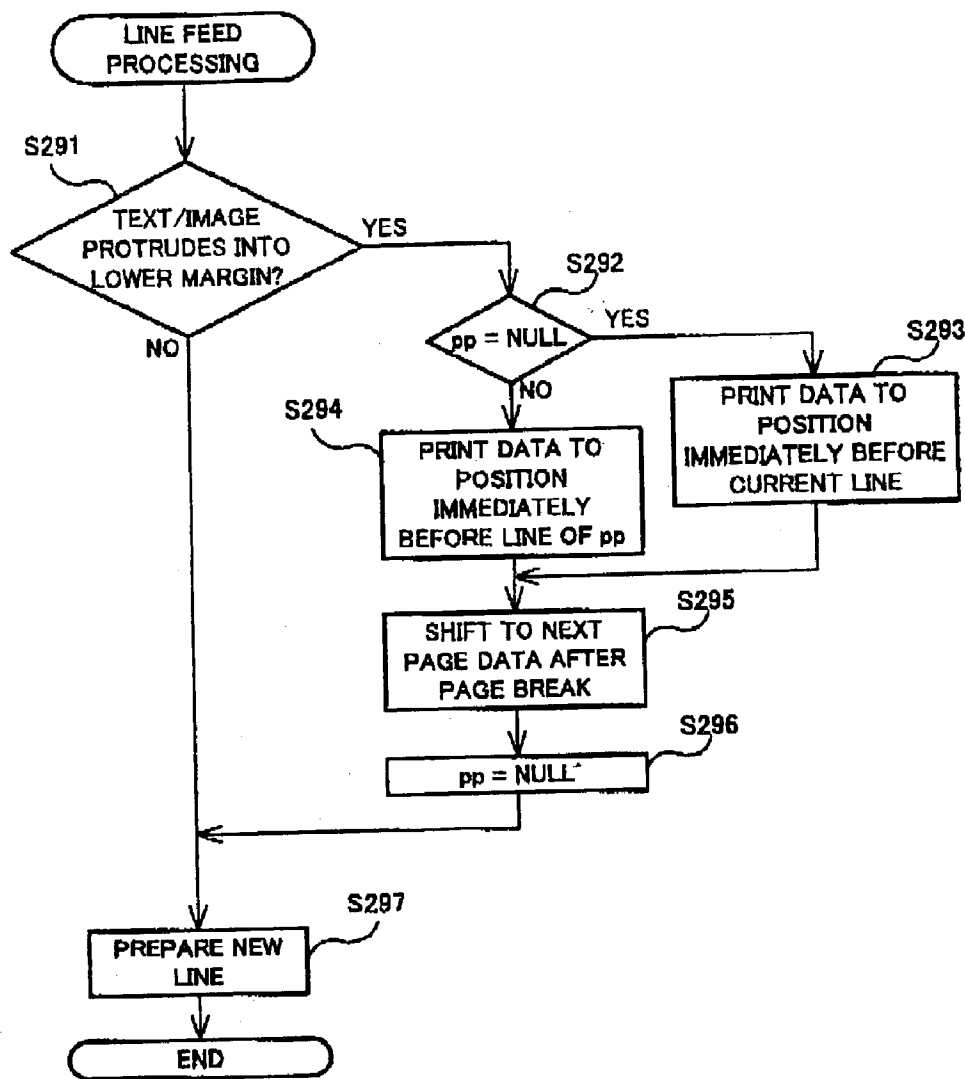 LINE FEED
PROCESSING
S291
TEXT/IMAGE
PROTRUDES INTO
LOWER MARGIN?
YES
NO
S292
pp = NULL
YES
NO
S293
PRINT DATA TO
POSITION
IMMEDIATELY BEFORE
CURRENT LINE
S294
PRINT DATA TO
POSITION
IMMEDIATELY
BEFORE LINE OF pp
S295
SHIFT TO NEXT
PAGE DATA AFTER
PAGE BREAK
S296
pp = NULL
S297
PREPARE NEW
LINE
END